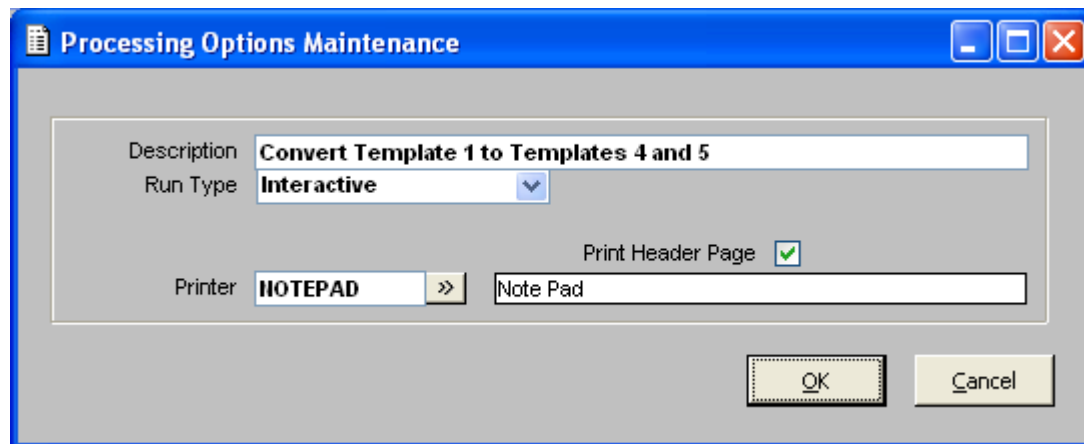 Processing Options Maintenance
Description Convert Template 1 to Templates 4 and 5
Run Type Interactive
Print Header Page
Printer NOTEPAD >> Note Pad
OK Cancel